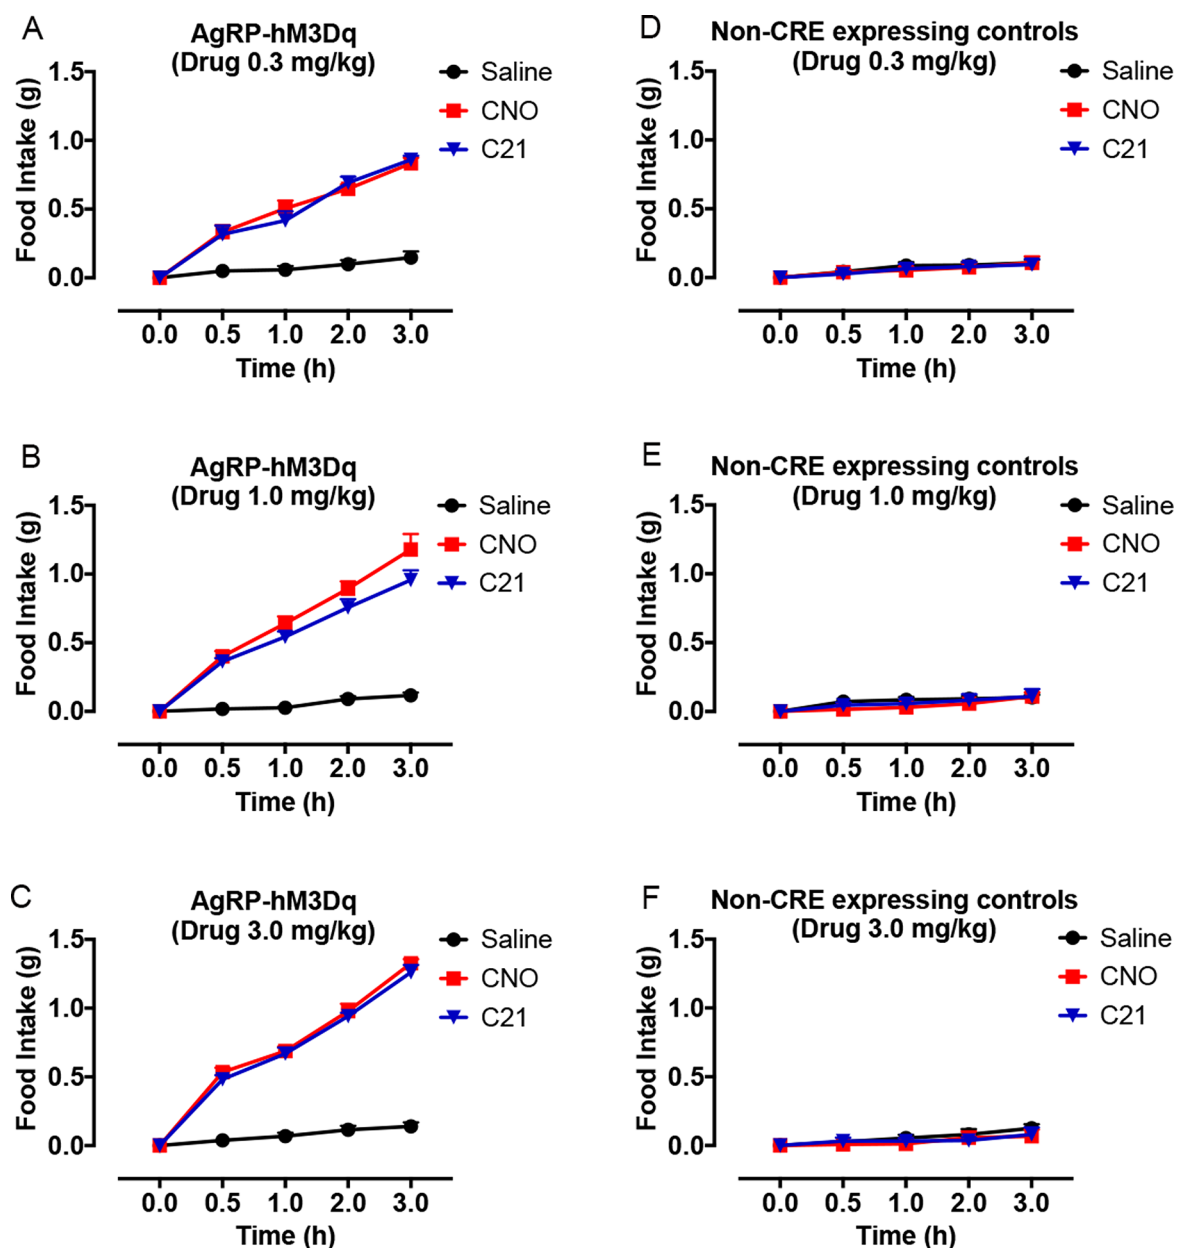 A
AgRP-hM3Dq
(Drug 0.3 mg/kg)
Saline
CNO
C21
Food Intake (g)
1.5
1.0
0.5
0.0
0.0 0.5 1.0 2.0 3.0
Time (h)
D
Non-CRE expressing controls
(Drug 0.3 mg/kg)
Saline
CNO
C21
Food Intake (g)
1.5
1.0
0.5
0.0
0.0 0.5 1.0 2.0 3.0
Time (h)
B
AgRP-hM3Dq
(Drug 1.0 mg/kg)
Saline
CNO
C21
Food Intake (g)
1.5
1.0
0.5
0.0
0.0 0.5 1.0 2.0 3.0
Time (h)
E
Non-CRE expressing controls
(Drug 1.0 mg/kg)
Saline
CNO
C21
Food Intake (g)
1.5
1.0
0.5
0.0
0.0 0.5 1.0 2.0 3.0
Time (h)
C
AgRP-hM3Dq
(Drug 3.0 mg/kg)
Saline
CNO
C21
Food Intake (g)
1.5
1.0
0.5
0.0
0.0 0.5 1.0 2.0 3.0
Time (h)
F
Non-CRE expressing controls
(Drug 3.0 mg/kg)
Saline
CNO
C21
Food Intake (g)
1.5
1.0
0.5
0.0
0.0 0.5 1.0 2.0 3.0
Time (h)